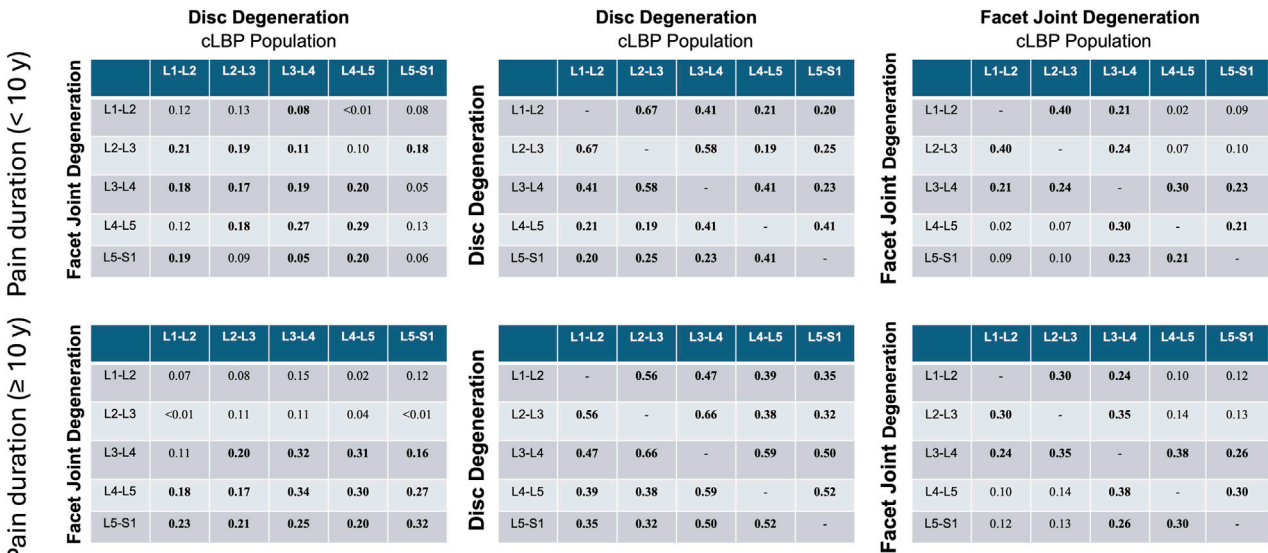 Disc Degeneration
cLBP Population
Disc Degeneration
cLBP Population
Facet Joint Degeneration
cLBP Population
Pain duration (< 10 y)
Facet Joint Degeneration
L1-L2 L2-L3 L3-L4 L4-L5 L5-S1
L1-L2 0.12 0.13 0.08 <0.01 0.08
L2-L3 0.21 0.19 0.11 0.10 0.18
L3-L4 0.18 0.17 0.19 0.20 0.05
L4-L5 0.12 0.18 0.27 0.29 0.13
L5-S1 0.19 0.09 0.05 0.20 0.06
Disc Degeneration
L1-L2 L2-L3 L3-L4 L4-L5 L5-S1
L1-L2 - 0.67 0.41 0.21 0.20
L2-L3 0.67 - 0.58 0.19 0.25
L3-L4 0.41 0.58 - 0.41 0.23
L4-L5 0.21 0.19 0.41 - 0.41
L5-S1 0.20 0.25 0.23 0.41 -
Facet Joint Degeneration
L1-L2 L2-L3 L3-L4 L4-L5 L5-S1
L1-L2 - 0.40 0.21 0.02 0.09
L2-L3 0.40 - 0.24 0.07 0.10
L3-L4 0.21 0.24 - 0.30 0.23
L4-L5 0.02 0.07 0.30 - 0.21
L5-S1 0.09 0.10 0.23 0.21 -
Pain duration (≥ 10 y)
Facet Joint Degeneration
L1-L2 L2-L3 L3-L4 L4-L5 L5-S1
L1-L2 0.07 0.08 0.15 0.02 0.12
L2-L3 <0.01 0.11 0.11 0.04 <0.01
L3-L4 0.11 0.20 0.32 0.31 0.16
L4-L5 0.18 0.17 0.34 0.30 0.27
L5-S1 0.23 0.21 0.25 0.20 0.32
Disc Degeneration
L1-L2 L2-L3 L3-L4 L4-L5 L5-S1
L1-L2 - 0.56 0.47 0.39 0.35
L2-L3 0.56 - 0.66 0.38 0.32
L3-L4 0.47 0.66 - 0.59 0.50
L4-L5 0.39 0.38 0.59 - 0.52
L5-S1 0.35 0.32 0.50 0.52 -
Facet Joint Degeneration
L1-L2 L2-L3 L3-L4 L4-L5 L5-S1
L1-L2 - 0.30 0.24 0.10 0.12
L2-L3 0.30 - 0.35 0.14 0.13
L3-L4 0.24 0.35 - 0.38 0.26
L4-L5 0.10 0.14 0.38 - 0.30
L5-S1 0.12 0.13 0.26 0.30 -